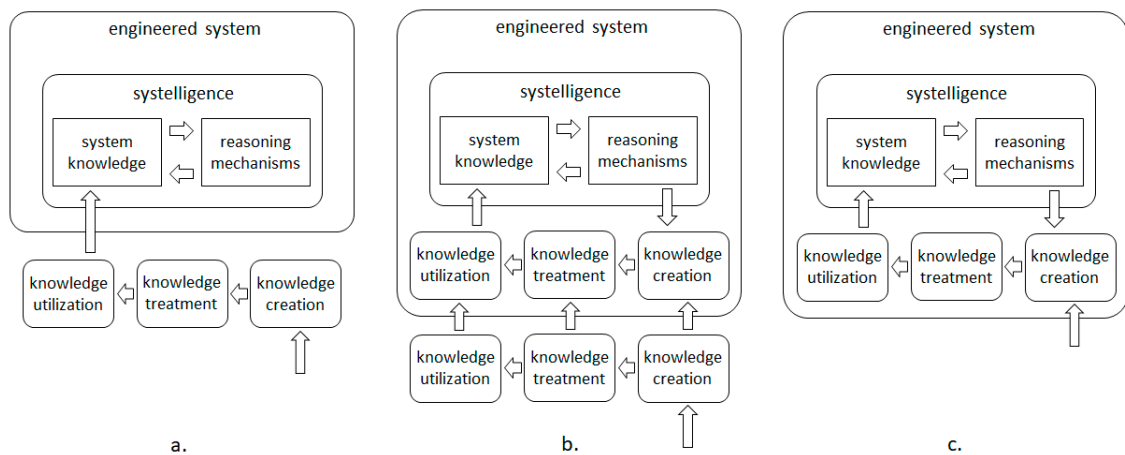 engineered system
systelligence
system
knowledge
reasoning
mechanisms
knowledge
utilization
knowledge
treatment
knowledge
creation
a.
engineered system
systelligence
system
knowledge
reasoning
mechanisms
knowledge
utilization
knowledge
treatment
knowledge
creation
knowledge
utilization
knowledge
treatment
knowledge
creation
b.
engineered system
systelligence
system
knowledge
reasoning
mechanisms
knowledge
utilization
knowledge
treatment
knowledge
creation
c.